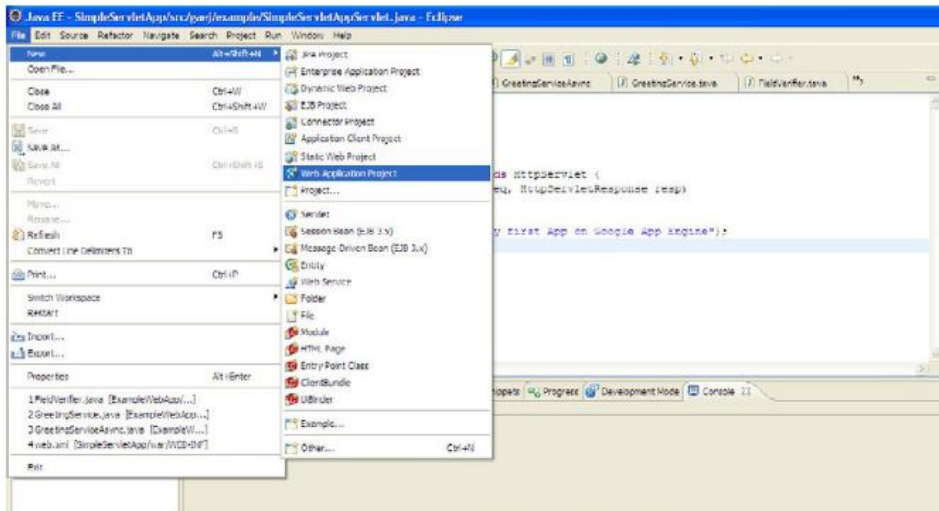 Java EE - SimpleServletApp/src/gaej/example/SimpleServletAppServlet.java - Eclipse
File Edit Source Refactor Navigate Search Project Run Window Help
New Alt+Shift+N
Open File...
Close Ctrl+W
Close All Ctrl+Shift+W
Save Ctrl+S
Save As...
Save All Ctrl+Shift+S
Revert
Move...
Rename...
Refresh F5
Convert Line Delimiters To
Print... Ctrl+P
Switch Workspace
Restart
Import...
Export...
Properties Alt+Enter
1 FieldVerifier.java [ExampleWebApp/...]
2 GreetingService.java [ExampleWebApp...]
3 GreetingServiceAsync.java [ExampleW...]
4 web.xml [SimpleServletApp/war/WEB-INF]
Exit
JPA Project
Enterprise Application Project
Dynamic Web Project
EJB Project
Connector Project
Application Client Project
Static Web Project
Web Application Project
Project...
Servlet
Session Bean (EJB 3.x)
Message-Driven Bean (EJB 3.x)
Entity
Web Service
Folder
File
Module
HTML Page
Entry Point Class
ClientBundle
UiBinder
Example...
Other... Ctrl+N
GreetingServiceAsync GreetingService.java FieldVerifier.java
ds HttpServlet {
eq, HttpServletResponse resp)
y first App on Google App Engine");
nippets Progress Development Mode Console